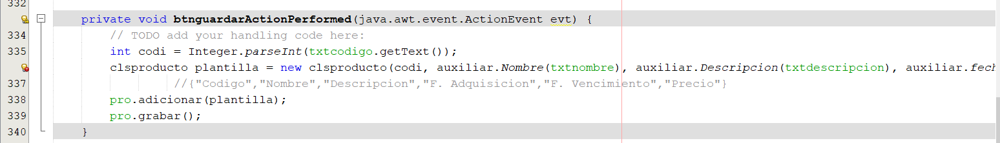 332
private void btnguardarActionPerformed(java.awt.event.ActionEvent evt) {
334 // TODO add your handling code here:
335 int codi = Integer.parseInt(txtcodigo.getText());
clsproducto plantilla = new clsproducto(codi, auxiliar.Nombre(txtnombre), auxiliar.Descripcion(txtdescripcion), auxiliar.fech
337 //{"Codigo","Nombre","Descripcion","F. Adquisicion","F. Vencimiento","Precio"}
338 pro.adicionar(plantilla);
339 pro.grabar();
340 }